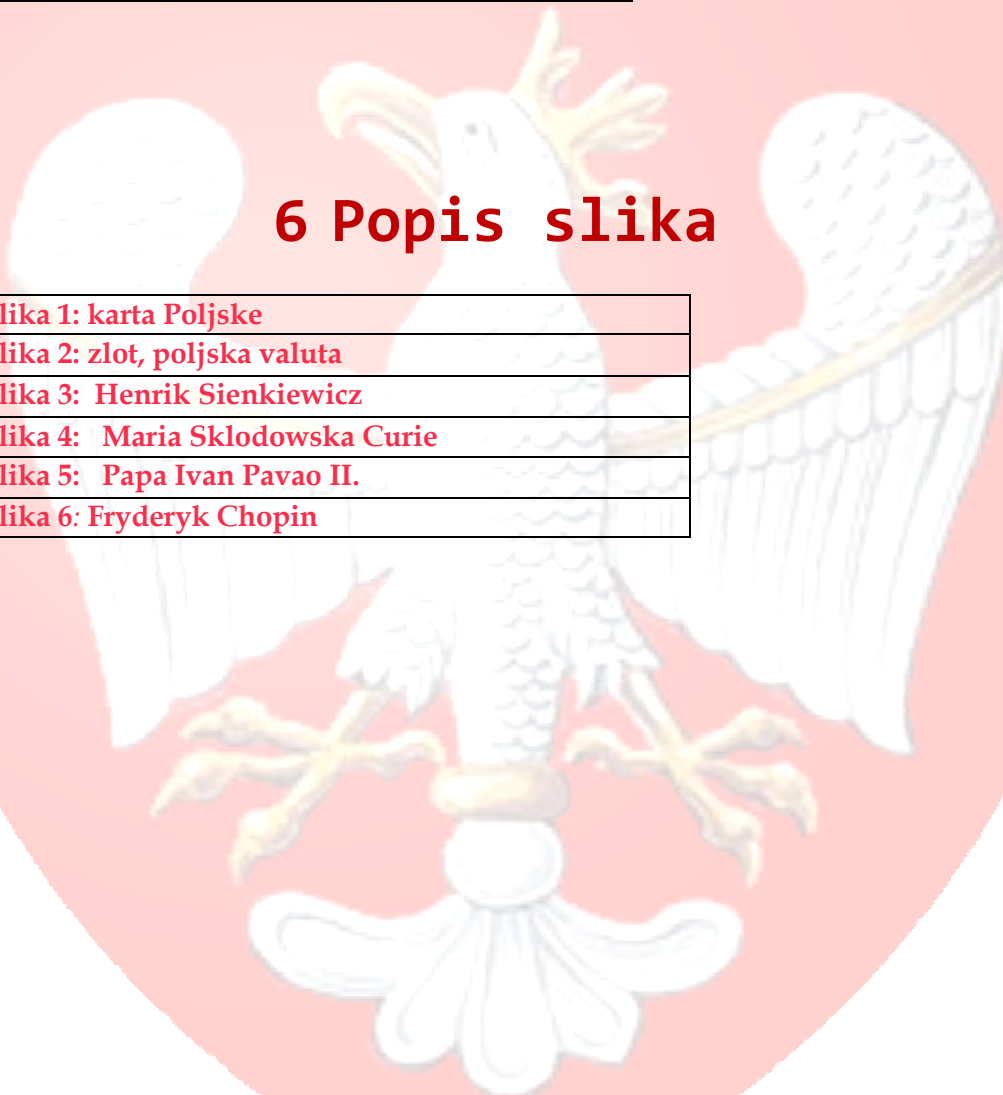 6 Popis slika
lika 1: karta Poljske
lika 2: zlot, poljska valuta
lika 3:  Henrik Sienkiewicz
lika 4:   Maria Sklodowska Curie
lika 5:   Papa Ivan Pavao II.
lika 6: Fryderyk Chopin